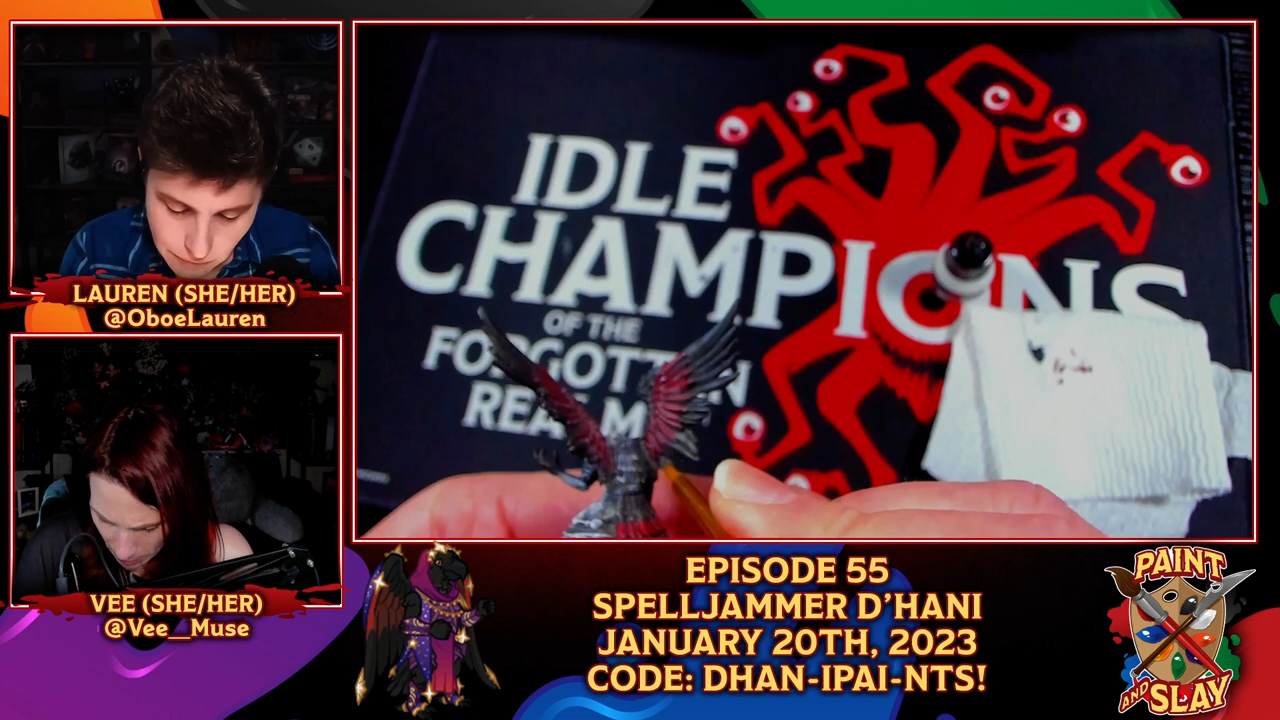 LAUREN (SHE/HER)
@OboeLauren
VEE (SHE/HER)
@Vee__Muse
IDLE
CHAMPIONS
OF THE
FORGOTTEN
REALMS
EPISODE 55
SPELLJAMMER D'HANI
JANUARY 20TH, 2023
CODE: DHAN-IPAI-NTS!
PAINT
AND SLAY